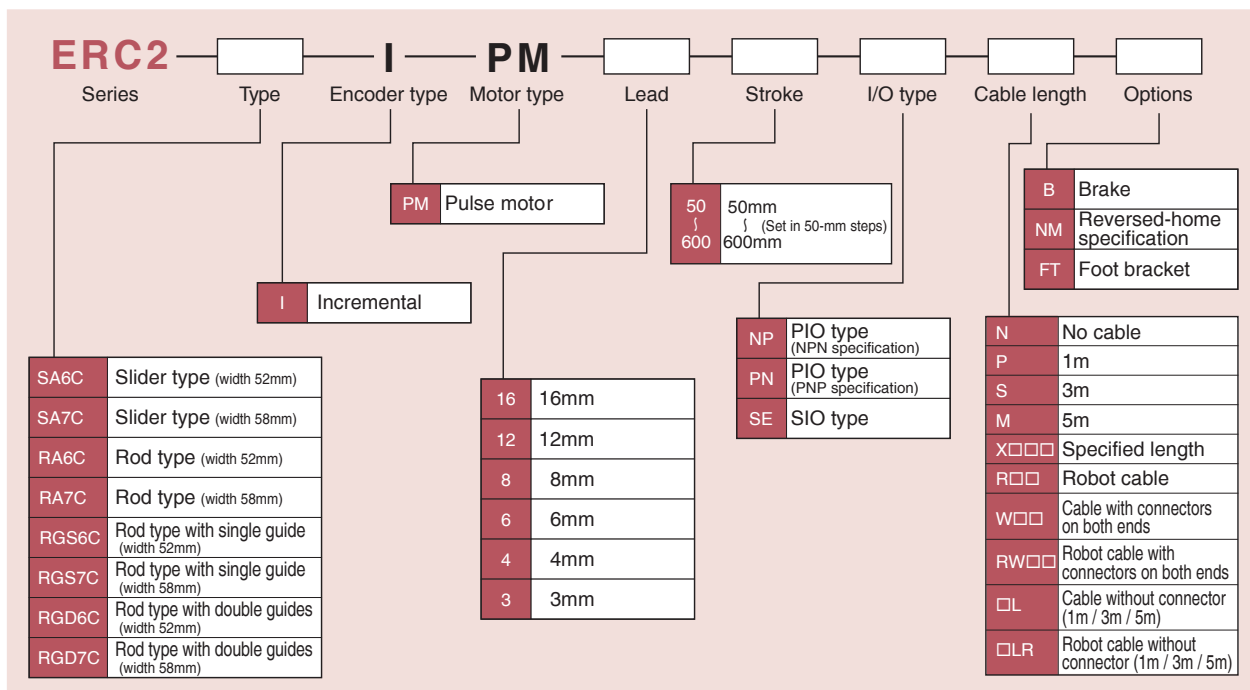 ERC2 I PM
Series Type Encoder type Motor type Lead Stroke I/O type Cable length Options
PM Pulse motor
I Incremental
SA6C Slider type (width 52mm)
SA7C Slider type (width 58mm)
RA6C Rod type (width 52mm)
RA7C Rod type (width 58mm)
RGS6C Rod type with single guide
(width 52mm)
RGS7C Rod type with single guide
(width 58mm)
RGD6C Rod type with double guides
(width 52mm)
RGD7C Rod type with double guides
(width 58mm)
16 16mm
12 12mm
8 8mm
6 6mm
4 4mm
3 3mm
50 50mm
~ ~ (Set in 50-mm steps)
600 600mm
NP PIO type
(NPN specification)
PN PIO type
(PNP specification)
SE SIO type
B Brake
NM Reversed-home
specification
FT Foot bracket
N No cable
P 1m
S 3m
M 5m
X□□□ Specified length
R□□ Robot cable
W□□ Cable with connectors
on both ends
RW□□ Robot cable with
connectors on both ends
□L Cable without connector
(1m / 3m / 5m)
□LR Robot cable without
connector (1m / 3m / 5m)